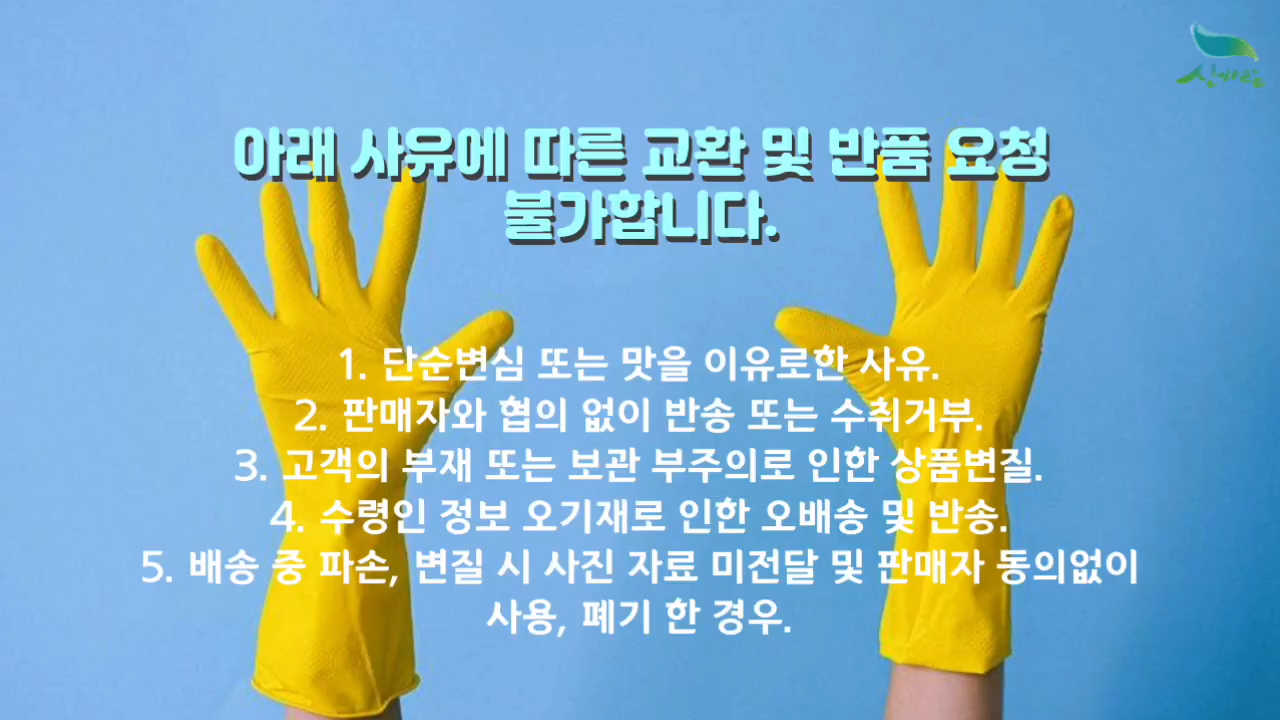 아래 사유에 따른 교환 및 반품 요청
불가합니다.
1. 단순변심 또는 맛을 이유로한 사유.
2. 판매자와 협의 없이 반송 또는 수취거부.
3. 고객의 부재 또는 보관 부주의로 인한 상품변질.
4. 수령인 정보 오기재로 인한 오배송 및 반송.
5. 배송 중 파손, 변질 시 사진 자료 미전달 및 판매자 동의없이
사용, 폐기 한 경우.